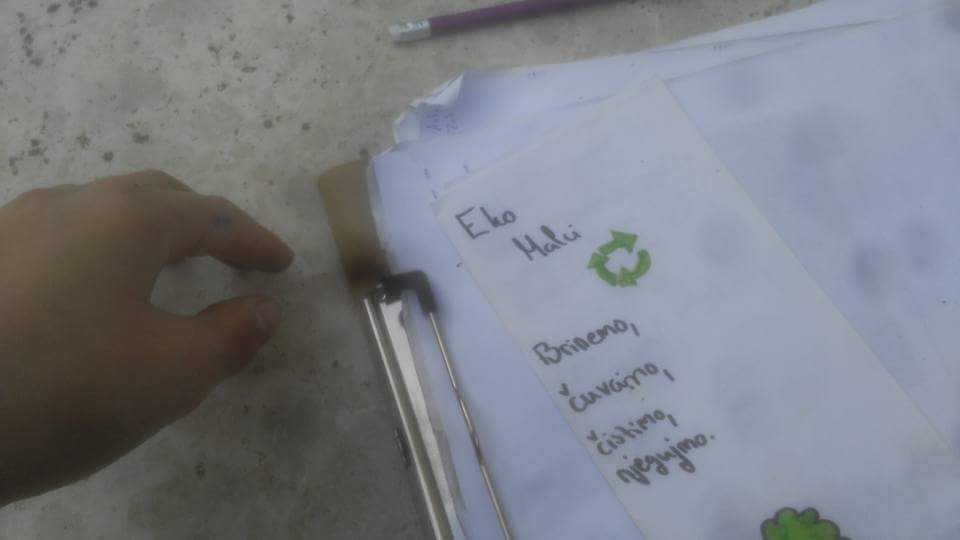 Eko
Malci
Brinemo,
čuvamo,
čistimo,
njegujmo.